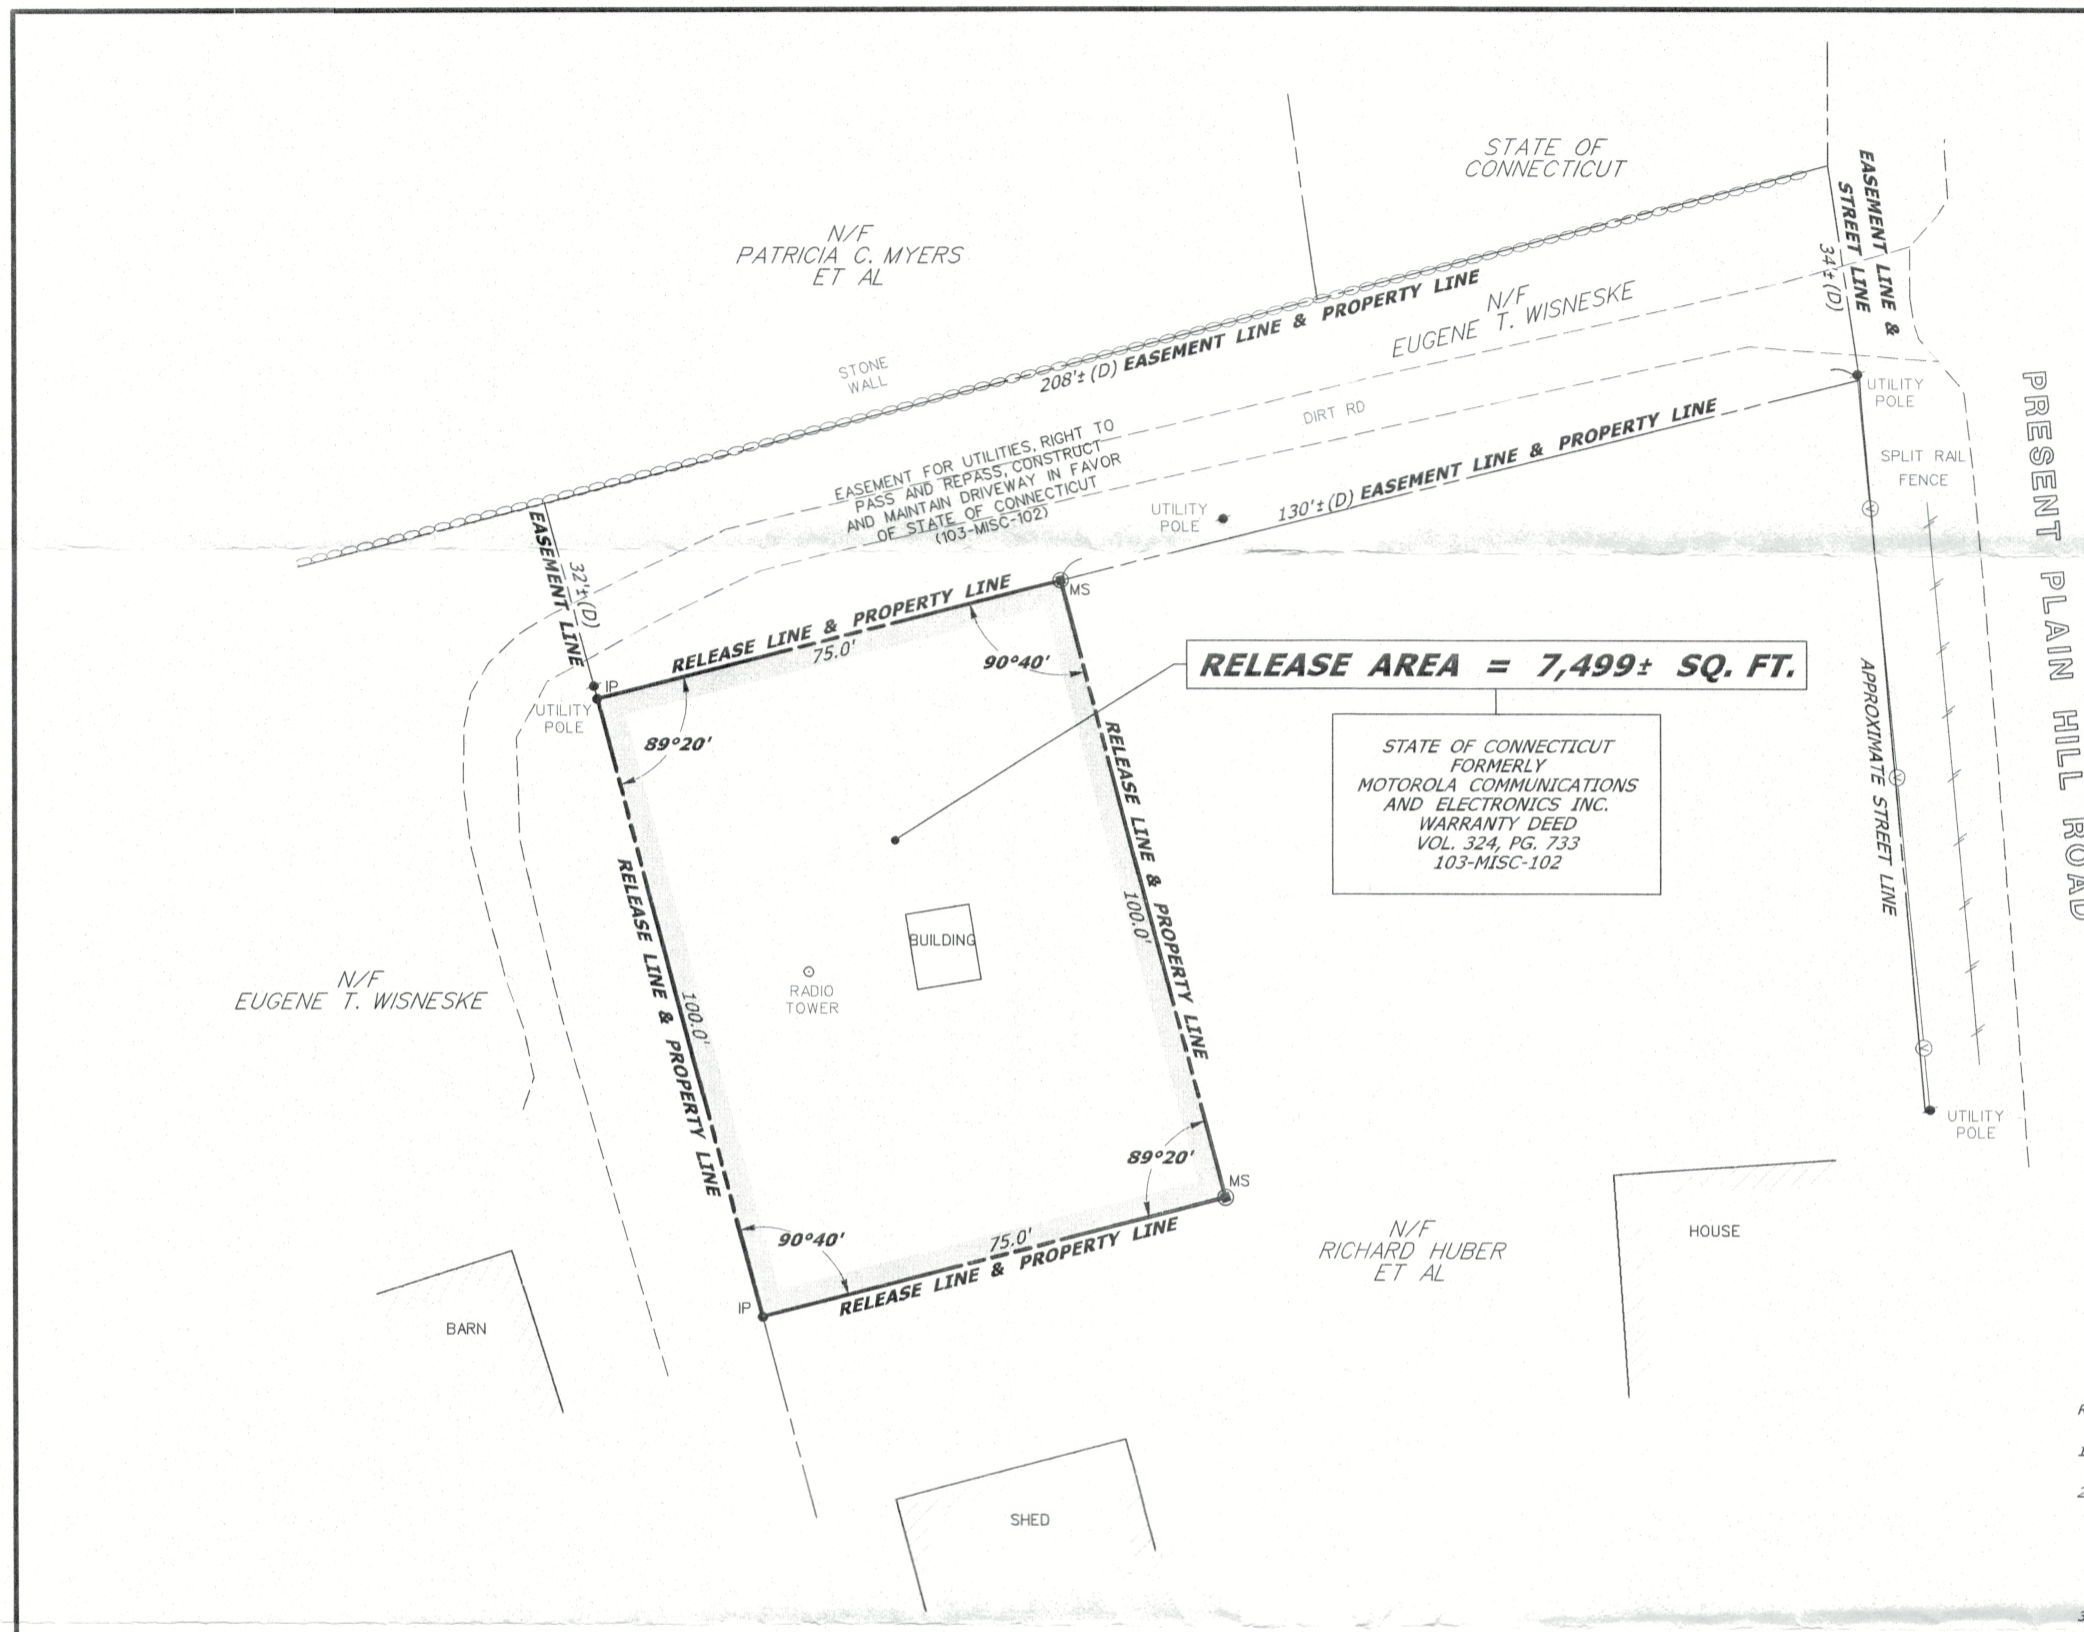 STATE OF
CONNECTICUT
EASEMENT LINE &
STREET LINE
34'± (D)
N/F
PATRICIA C. MYERS
ET AL
N/F
EUGENE T. WISNESKE
208'± (D) EASEMENT LINE & PROPERTY LINE
STONE
WALL
DIRT RD
UTILITY
POLE
130'± (D) EASEMENT LINE & PROPERTY LINE
EASEMENT FOR UTILITIES, RIGHT TO
PASS AND REPASS, CONSTRUCT
AND MAINTAIN DRIVEWAY IN FAVOR
OF STATE OF CONNECTICUT
(103-MISC-102)
SPLIT RAIL
FENCE
PRESENT PLAIN HILL ROAD
UTILITY
POLE
EASEMENT LINE
32'± (D)
RELEASE LINE & PROPERTY LINE
75.0'
MS
90°40'
IP
UTILITY
POLE
89°20'
RELEASE AREA = 7,499± SQ. FT.
STATE OF CONNECTICUT
FORMERLY
MOTOROLA COMMUNICATIONS
AND ELECTRONICS INC.
WARRANTY DEED
VOL. 324, PG. 733
103-MISC-102
APPROXIMATE STREET LINE
RELEASE LINE & PROPERTY LINE
100.0'
RELEASE LINE & PROPERTY LINE
100.0'
BUILDING
RADIO
TOWER
N/F
EUGENE T. WISNESKE
UTILITY
POLE
89°20'
MS
90°40'
75.0'
RELEASE LINE & PROPERTY LINE
IP
N/F
RICHARD HUBER
ET AL
HOUSE
BARN
SHED